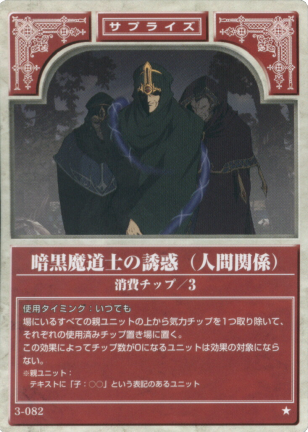 サプライズ
暗黒魔道士の誘惑（人間関係）
消費チップ／3
使用タイミング：いつでも
場にいるすべての親ユニットの上から気力チップを1つ取り除いて、
それぞれの使用済みチップ置き場に置く。
この効果によってチップ数が0になるユニットは効果の対象になら
ない。
※親ユニット：
テキストに「子：○○」という表記のあるユニット
3-082
★